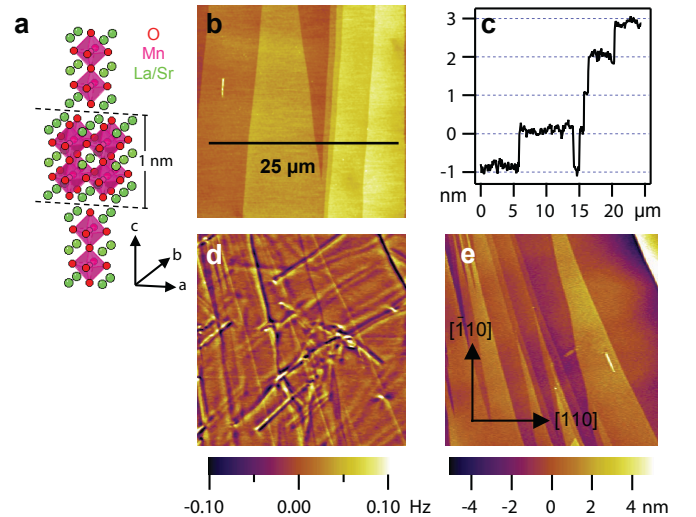 a
O
Mn
La/Sr
1 nm
c
b
a
b
25 µm
c
3
2
1
0
-1
nm
0 5 10 15 20 µm
d
e
[1̄10]
[110]
-0.10 0.00 0.10 Hz
-4 -2 0 2 4 nm